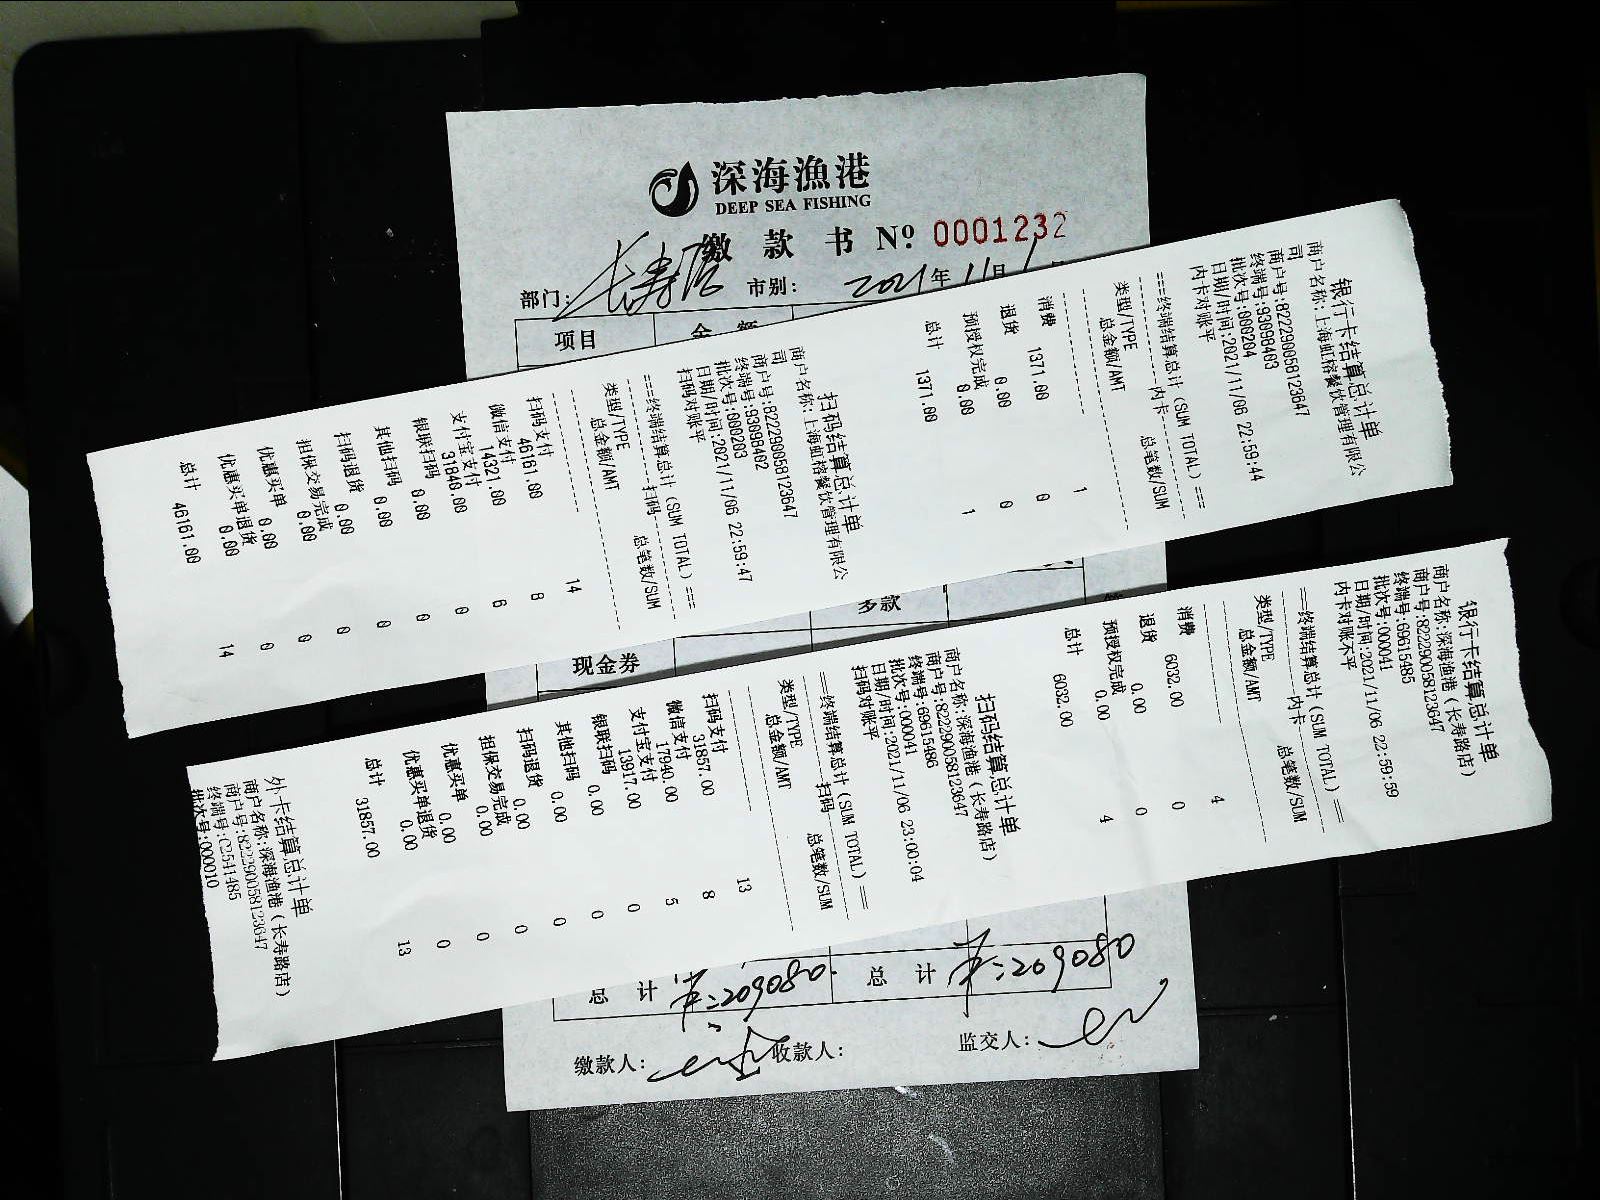 深海渔港
DEEP SEA FISHING
缴 款 书 Nº 0001232
部门: 长寿店 市别: 2021年 11月
项目 金 额
多款
现金券
总 计 209080 总 计 209080
缴款人: 收款人: 监交人:
银行卡结算总计单
商户名称:上海虹榕餐饮管理有限公
司
商户号:822290058123647
终端号:93098403
批次号:000204
日期/时间:2021/11/06 22:59:44
内卡对账平
===终端结算总计(SUM TOTAL)===
内卡
类型/TYPE 总笔数/SUM
总金额/AMT
消费 1
1371.00
退货 0
0.00
预授权完成 0
0.00
总计 1
1371.00
扫码结算总计单
商户名称:上海虹榕餐饮管理有限公
司
商户号:822290058123647
终端号:93098402
批次号:000203
日期/时间:2021/11/06 22:59:47
扫码对账平
===终端结算总计(SUM TOTAL)===
扫码
类型/TYPE 总笔数/SUM
总金额/AMT
扫码支付 14
46161.00
微信支付 8
14321.00
支付宝支付 6
31840.00
银联扫码 0
0.00
其他扫码 0
0.00
扫码退货 0
0.00
担保交易完成 0
0.00
优惠买单 0
0.00
优惠买单退货 0
0.00
总计 14
46161.00
银行卡结算总计单
商户名称:深海渔港(长寿路店)
商户号:822290058123647
终端号:69615485
批次号:000041
日期/时间:2021/11/06 22:59:59
内卡对账不平
==终端结算总计(SUM TOTAL)==
内卡
类型/TYPE 总笔数/SUM
总金额/AMT
消费 4
6032.00
退货 0
0.00
预授权完成 0
0.00
总计 4
6032.00
扫码结算总计单
商户名称:深海渔港(长寿路店)
商户号:822290058123647
终端号:69615486
批次号:000041
日期/时间:2021/11/06 23:00:04
扫码对账平
==终端结算总计(SUM TOTAL)==
扫码
类型/TYPE 总笔数/SUM
总金额/AMT
扫码支付 13
31857.00
微信支付 8
17940.00
支付宝支付 5
13917.00
银联扫码 0
0.00
其他扫码 0
0.00
扫码退货 0
0.00
担保交易完成 0
0.00
优惠买单 0
0.00
优惠买单退货 0
0.00
总计 13
31857.00
外卡结算总计单
商户名称:深海渔港(长寿路店)
商户号:822290058123647
终端号:C2541485
批次号:000010